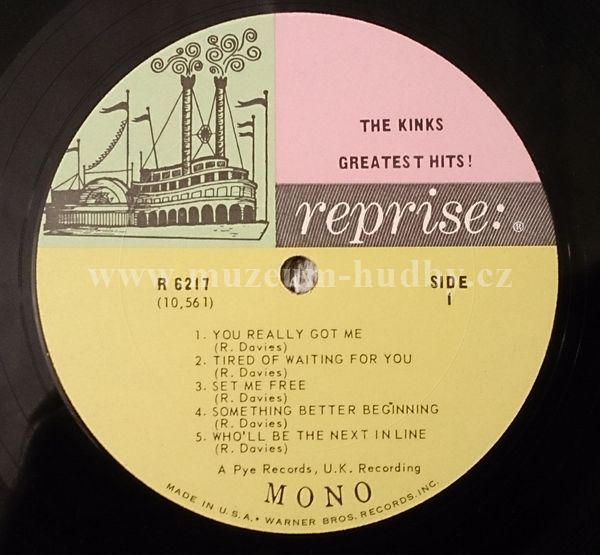 THE KINKS
GREATEST HITS!
reprise:®
www.muzeum-hudby.cz
R 6217
(10,561)
SIDE
1
1. YOU REALLY GOT ME
(R. Davies)
2. TIRED OF WAITING FOR YOU
(R. Davies)
3. SET ME FREE
(R. Davies)
4. SOMETHING BETTER BEGINNING
(R. Davies)
5. WHO'LL BE THE NEXT IN LINE
(R. Davies)
A Pye Records, U.K. Recording
MONO
MADE IN U.S.A. • WARNER BROS. RECORDS, INC.